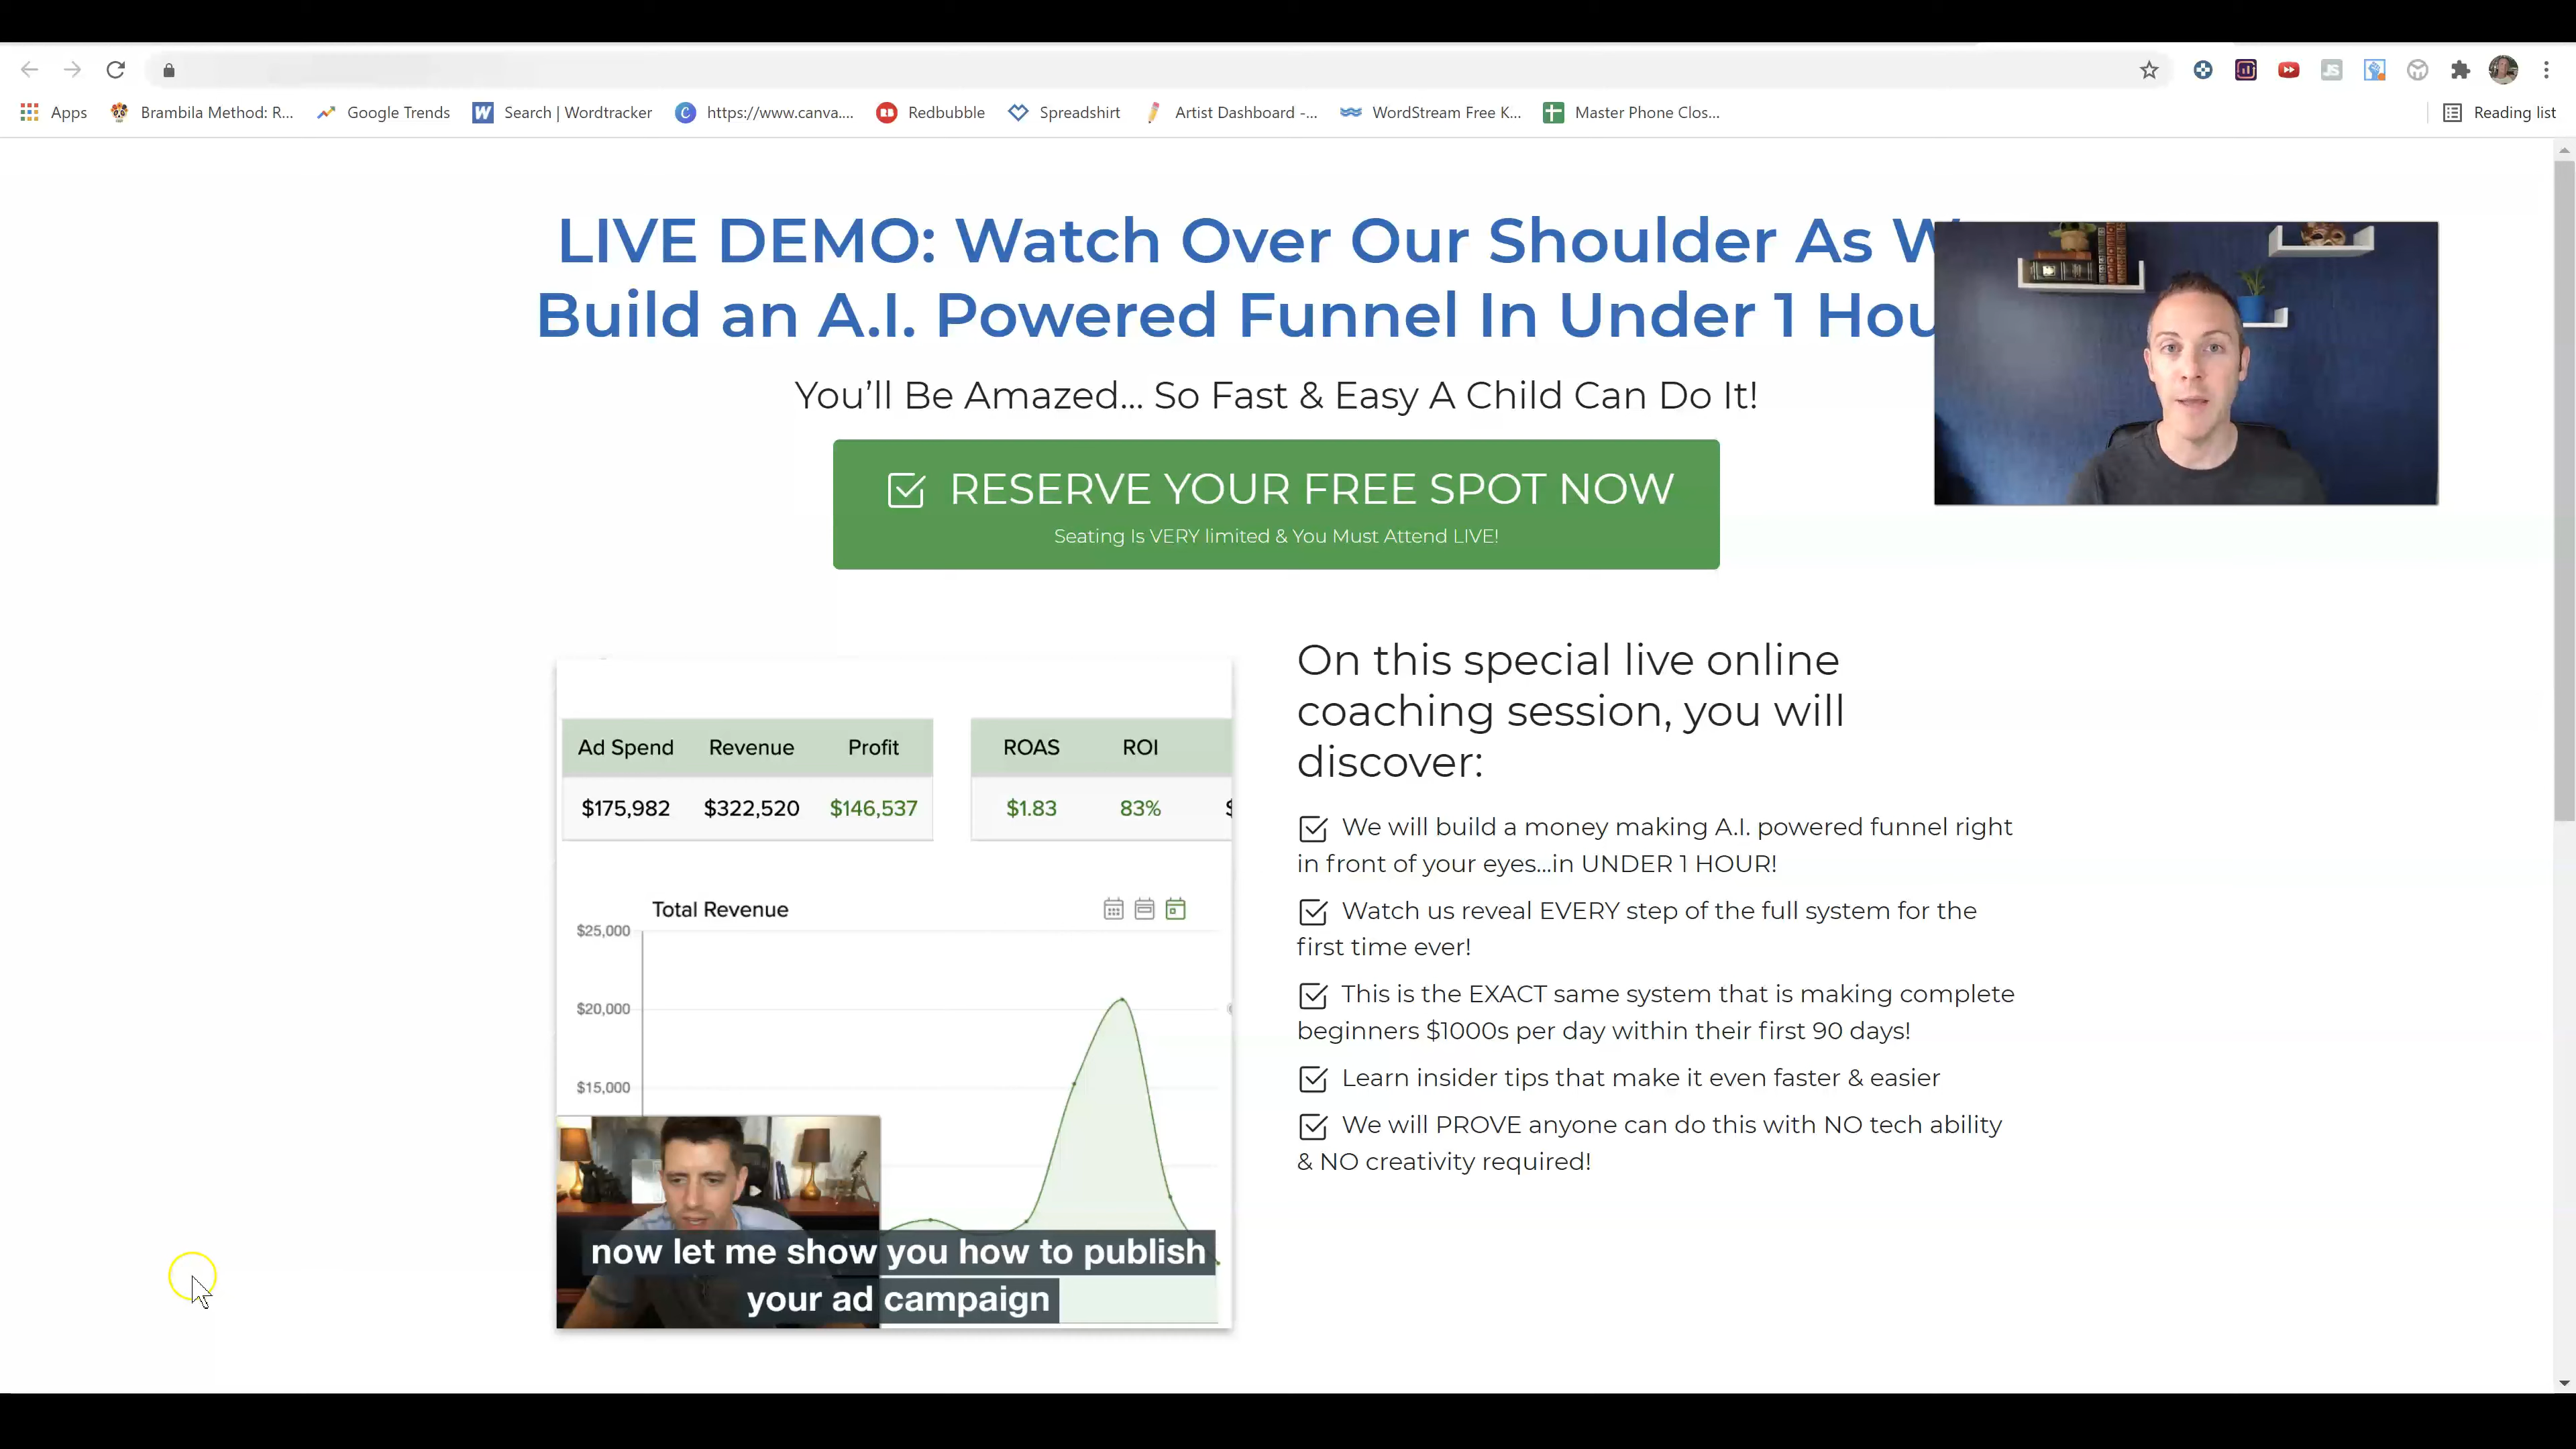 Apps
Brambila Method: R...
Google Trends
W
Search | Wordtracker
C
https://www.canva....
RB
Redbubble
Spreadshirt
Artist Dashboard -...
WordStream Free K...
Master Phone Clos...
Reading list
JS
LIVE DEMO: Watch Over Our Shoulder As W
Build an A.I. Powered Funnel In Under 1 Hou
You'll Be Amazed... So Fast & Easy A Child Can Do It!
RESERVE YOUR FREE SPOT NOW
Seating Is VERY limited & You Must Attend LIVE!
Ad Spend Revenue Profit
$175,982 $322,520 $146,537
ROAS ROI
$1.83 83% $
Total Revenue
$25,000
$20,000
$15,000
now let me show you how to publish
your ad campaign
On this special live online
coaching session, you will
discover:
We will build a money making A.I. powered funnel right
in front of your eyes...in UNDER 1 HOUR!
Watch us reveal EVERY step of the full system for the
first time ever!
This is the EXACT same system that is making complete
beginners $1000s per day within their first 90 days!
Learn insider tips that make it even faster & easier
We will PROVE anyone can do this with NO tech ability
& NO creativity required!